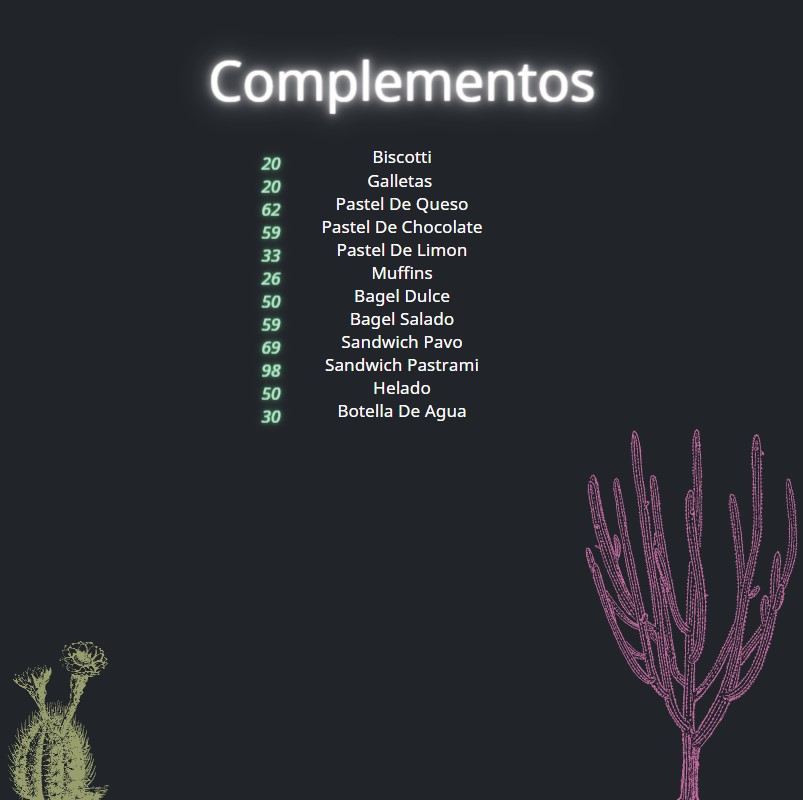 Complementos
20 Biscotti
20 Galletas
62 Pastel De Queso
59 Pastel De Chocolate
33 Pastel De Limon
26 Muffins
50 Bagel Dulce
59 Bagel Salado
69 Sandwich Pavo
98 Sandwich Pastrami
50 Helado
30 Botella De Agua